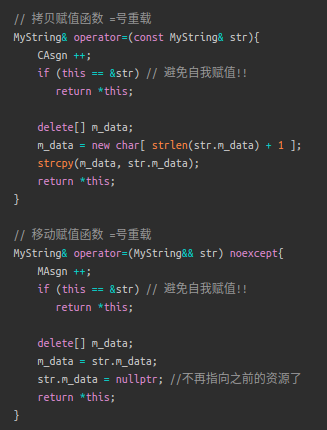 // 拷贝赋值函数 =号重载
MyString& operator=(const MyString& str){
    CAsgn ++;
    if (this == &str) // 避免自我赋值!!
       return *this;

    delete[] m_data;
    m_data = new char[ strlen(str.m_data) + 1 ];
    strcpy(m_data, str.m_data);
    return *this;
}

// 移动赋值函数 =号重载
MyString& operator=(MyString&& str) noexcept{
    MAsgn ++;
    if (this == &str) // 避免自我赋值!!
       return *this;

    delete[] m_data;
    m_data = str.m_data;
    str.m_data = nullptr; //不再指向之前的资源了
    return *this;
}